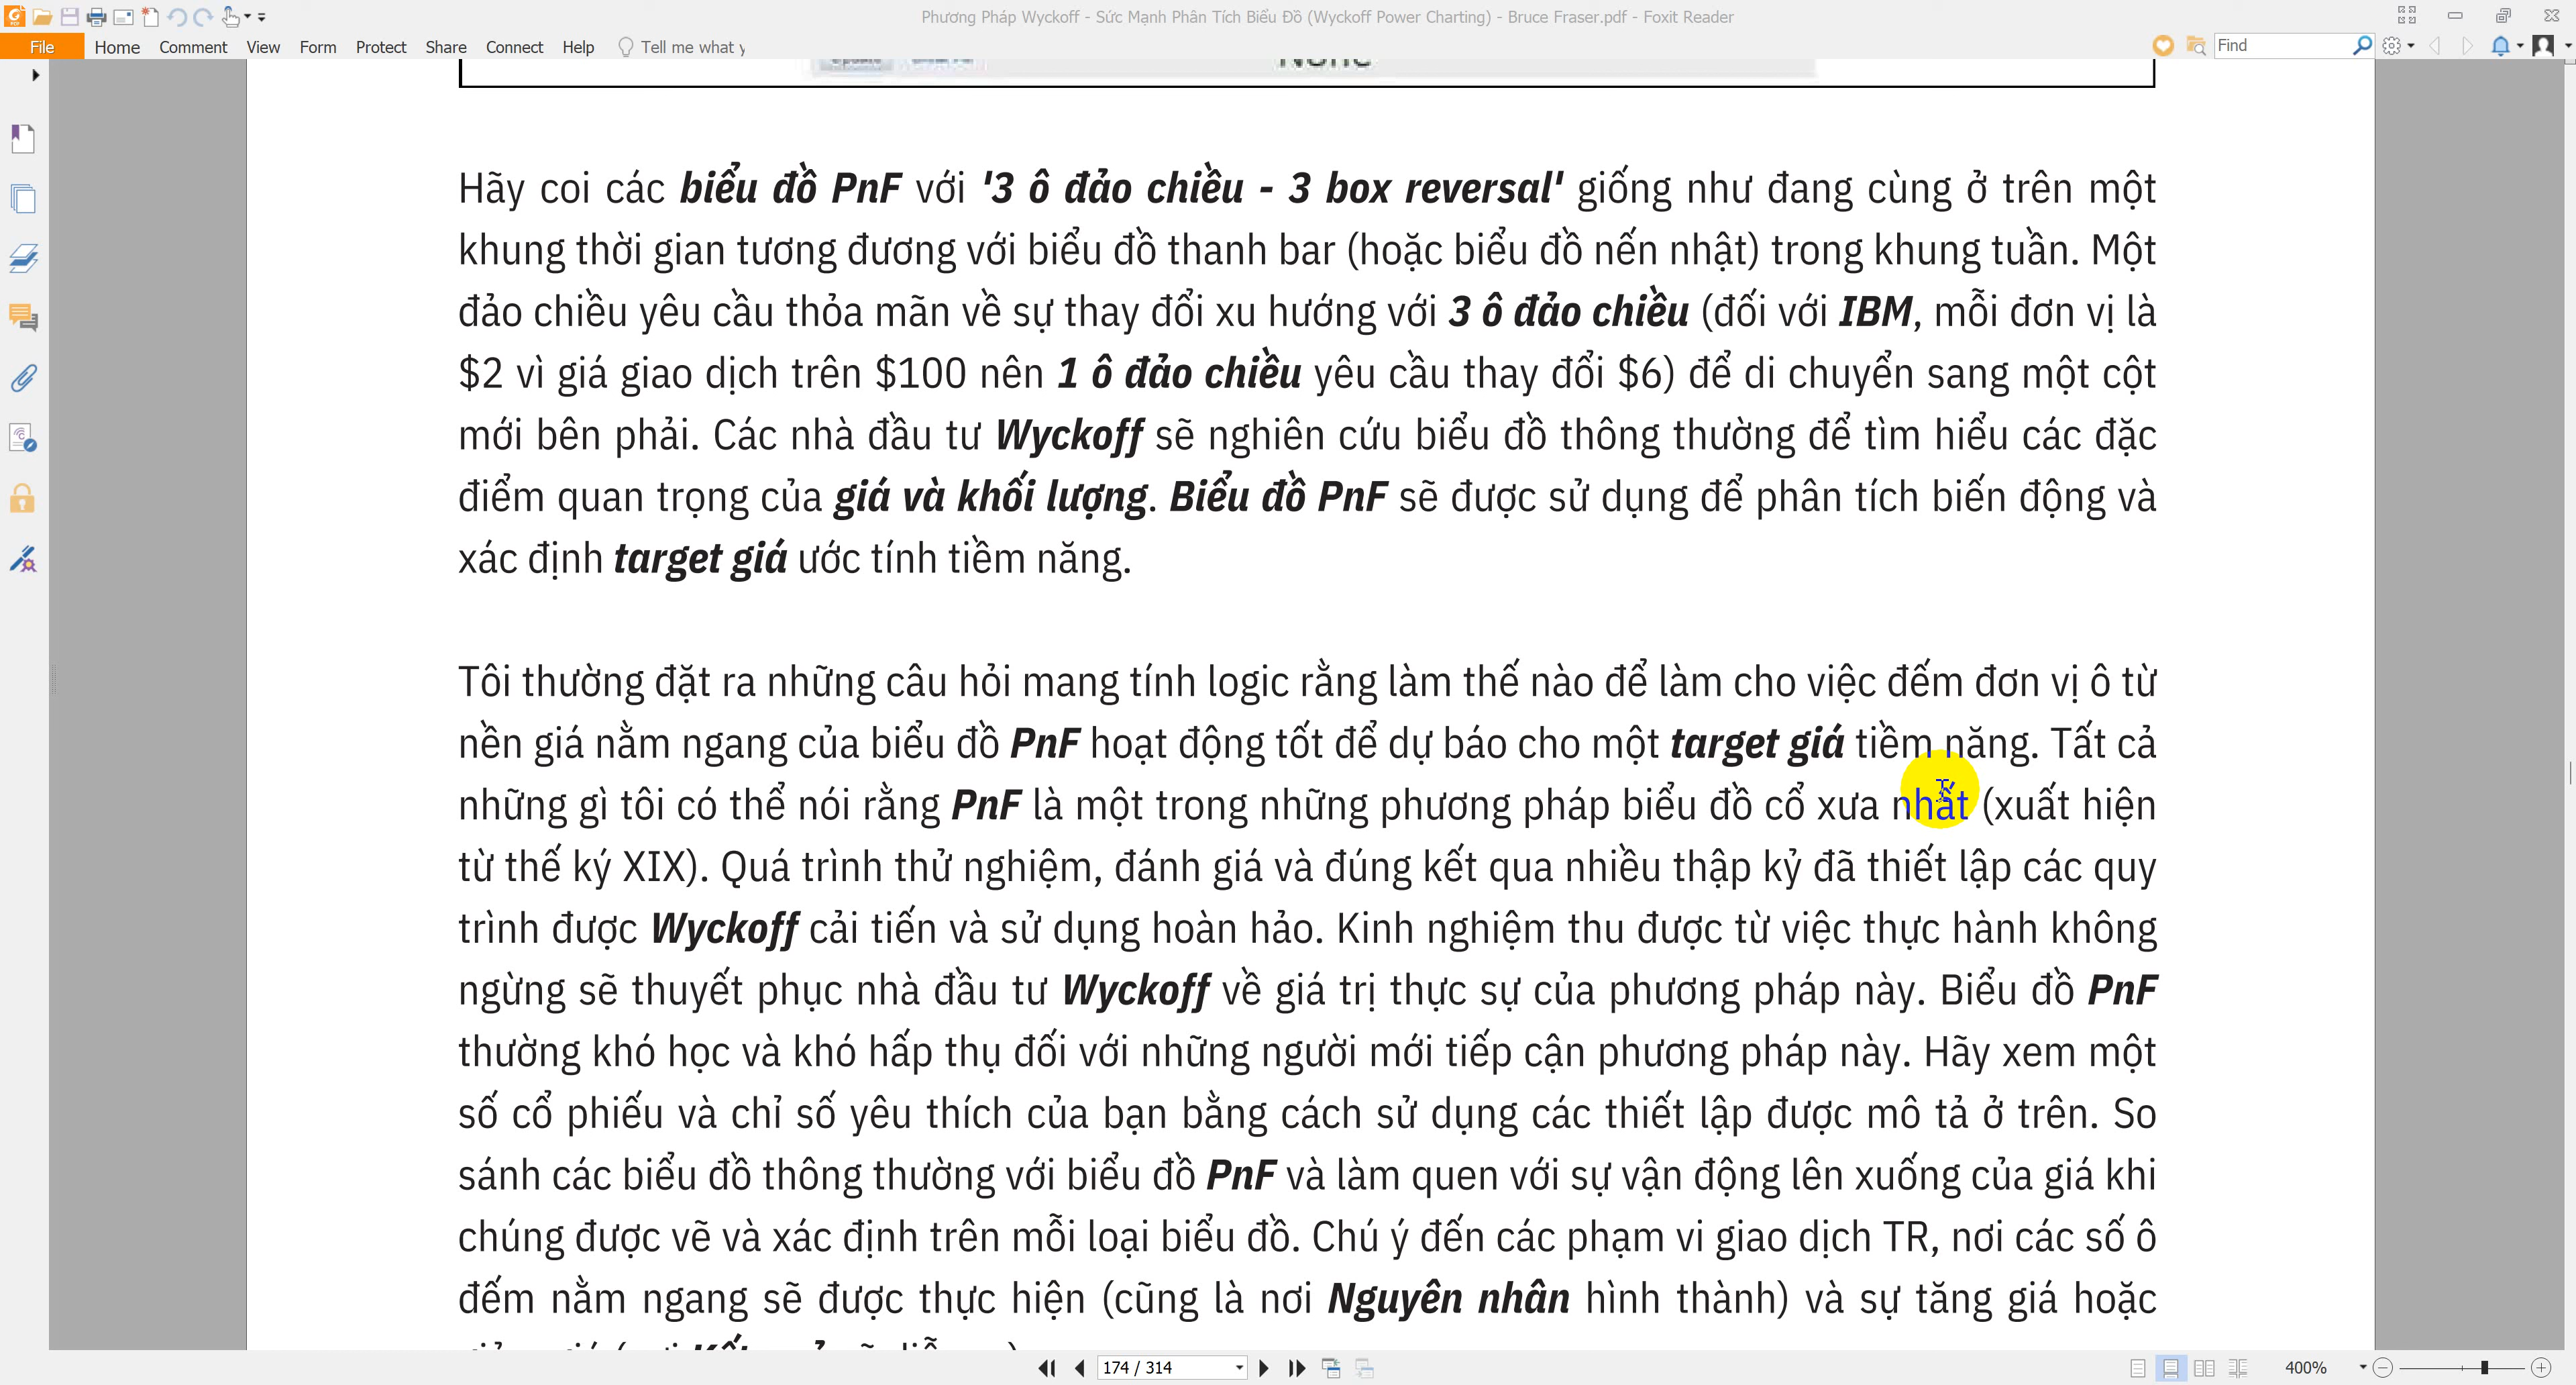 Phương Pháp Wyckoff - Sức Mạnh Phân Tích Biểu Đồ (Wyckoff Power Charting) - Bruce Fraser.pdf - Foxit Reader
File Home Comment View Form Protect Share Connect Help Tell me what y Find
Hãy coi các biểu đồ PnF với '3 ô đảo chiều - 3 box reversal' giống như đang cùng ở trên một
khung thời gian tương đương với biểu đồ thanh bar (hoặc biểu đồ nến nhật) trong khung tuần. Một
đảo chiều yêu cầu thỏa mãn về sự thay đổi xu hướng với 3 ô đảo chiều (đối với IBM, mỗi đơn vị là
$2 vì giá giao dịch trên $100 nên 1 ô đảo chiều yêu cầu thay đổi $6) để di chuyển sang một cột
mới bên phải. Các nhà đầu tư Wyckoff sẽ nghiên cứu biểu đồ thông thường để tìm hiểu các đặc
điểm quan trọng của giá và khối lượng. Biểu đồ PnF sẽ được sử dụng để phân tích biến động và
xác định target giá ước tính tiềm năng.
Tôi thường đặt ra những câu hỏi mang tính logic rằng làm thế nào để làm cho việc đếm đơn vị ô từ
nền giá nằm ngang của biểu đồ PnF hoạt động tốt để dự báo cho một target giá tiềm năng. Tất cả
những gì tôi có thể nói rằng PnF là một trong những phương pháp biểu đồ cổ xưa nhất (xuất hiện
từ thế kỷ XIX). Quá trình thử nghiệm, đánh giá và đúng kết qua nhiều thập kỷ đã thiết lập các quy
trình được Wyckoff cải tiến và sử dụng hoàn hảo. Kinh nghiệm thu được từ việc thực hành không
ngừng sẽ thuyết phục nhà đầu tư Wyckoff về giá trị thực sự của phương pháp này. Biểu đồ PnF
thường khó học và khó hấp thụ đối với những người mới tiếp cận phương pháp này. Hãy xem một
số cổ phiếu và chỉ số yêu thích của bạn bằng cách sử dụng các thiết lập được mô tả ở trên. So
sánh các biểu đồ thông thường với biểu đồ PnF và làm quen với sự vận động lên xuống của giá khi
chúng được vẽ và xác định trên mỗi loại biểu đồ. Chú ý đến các phạm vi giao dịch TR, nơi các số ô
đếm nằm ngang sẽ được thực hiện (cũng là nơi Nguyên nhân hình thành) và sự tăng giá hoặc
174 / 314
400%